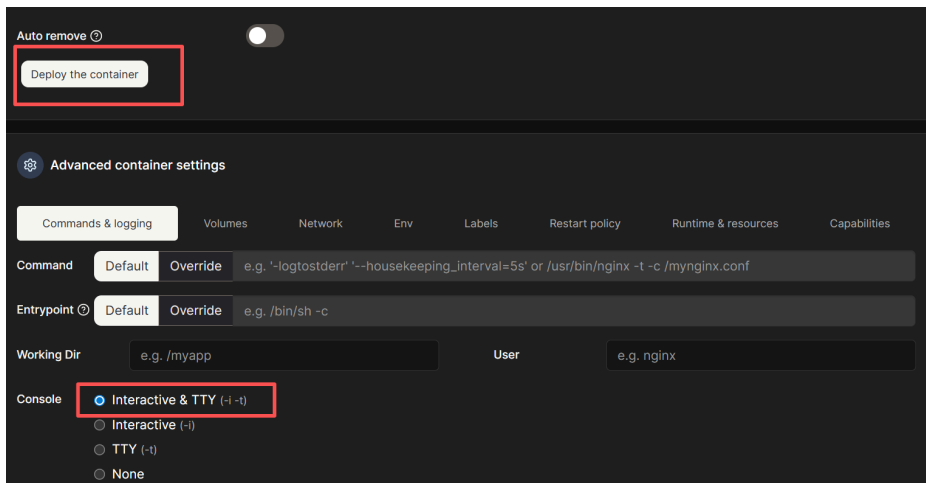 Auto remove
Deploy the container
Advanced container settings
Commands & logging Volumes Network Env Labels Restart policy Runtime & resources Capabilities
Command Default Override e.g. '-logtostderr' '--housekeeping_interval=5s' or /usr/bin/nginx -t -c /mynginx.conf
Entrypoint Default Override e.g. /bin/sh -c
Working Dir e.g. /myapp User e.g. nginx
Console Interactive & TTY (-i -t)
Interactive (-i)
TTY (-t)
None